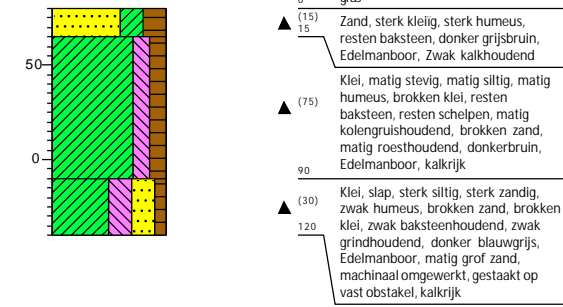 0 gras
(15)
15
Zand, sterk kleiïg, sterk humeus,
resten baksteen, donker grijsbruin,
Edelmanboor, Zwak kalkhoudend
50
(75)
Klei, matig stevig, matig siltig, matig
humeus, brokken klei, resten
baksteen, resten schelpen, matig
kolengruishoudend, brokken zand,
matig roesthoudend, donkerbruin,
Edelmanboor, kalkrijk
0
90
(30)
Klei, slap, sterk siltig, sterk zandig,
zwak humeus, brokken zand, brokken
klei, zwak baksteenhoudend, zwak
grindhoudend, donker blauwgrijs,
Edelmanboor, matig grof zand,
machinaal omgewerkt, gestaakt op
vast obstakel, kalkrijk
120